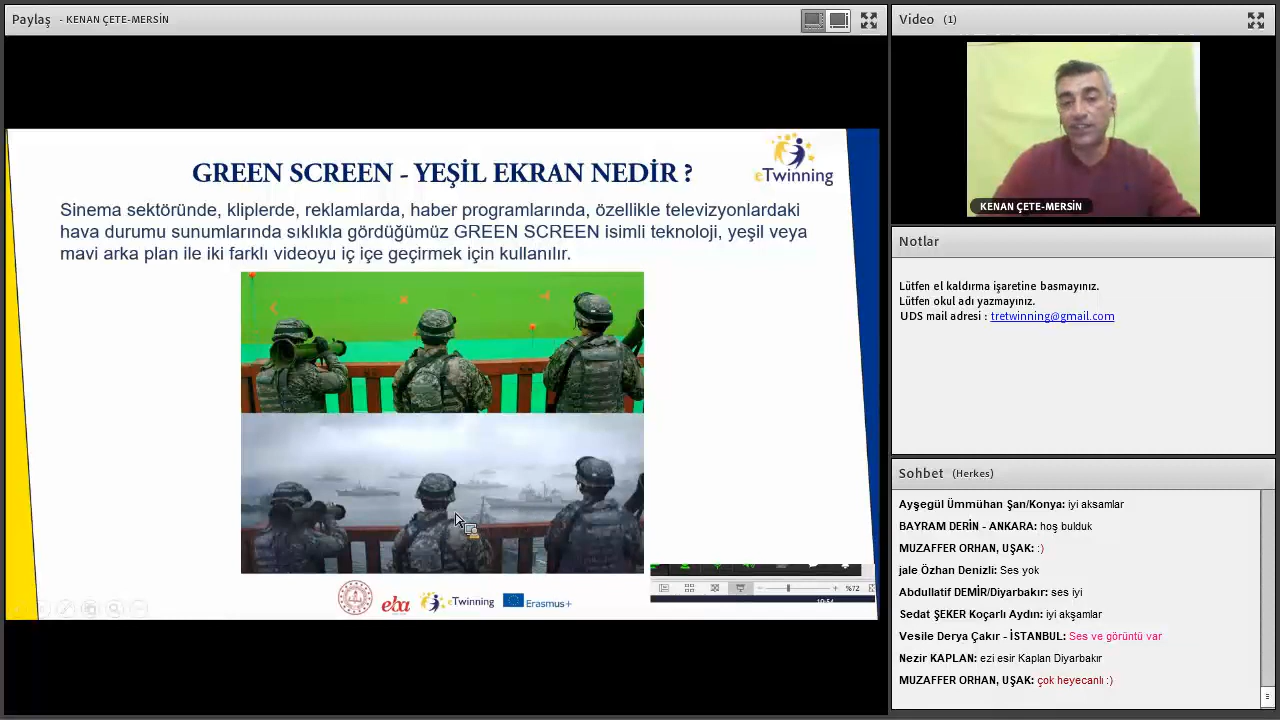 Paylaş - KENAN ÇETE-MERSİN
GREEN SCREEN - YEŞİL EKRAN NEDİR ?
eTwinning
Sinema sektöründe, kliplerde, reklamlarda, haber programlarında, özellikle televizyonlardaki
hava durumu sunumlarında sıklıkla gördüğümüz GREEN SCREEN isimli teknoloji, yeşil veya
mavi arka plan ile iki farklı videoyu iç içe geçirmek için kullanılır.
eba
eTwinning
Erasmus+
%72
19:54
Video (1)
KENAN ÇETE-MERSİN
Notlar
Lütfen el kaldırma işaretine basmayınız.
Lütfen okul adı yazmayınız.
UDS mail adresi : tretwinning@gmail.com
Sohbet (Herkes)
Ayşegül Ümmühan Şan/Konya: iyi aksamlar
BAYRAM DERİN - ANKARA: hoş bulduk
MUZAFFER ORHAN, UŞAK: :)
jale Özhan Denizli: Ses yok
Abdullatif DEMİR/Diyarbakır: ses iyi
Sedat ŞEKER Koçarlı Aydın: iyi akşamlar
Vesile Derya Çakır - İSTANBUL: Ses ve görüntü var
Nezir KAPLAN: ezi esir Kaplan Diyarbakır
MUZAFFER ORHAN, UŞAK: çok heyecanlı :)